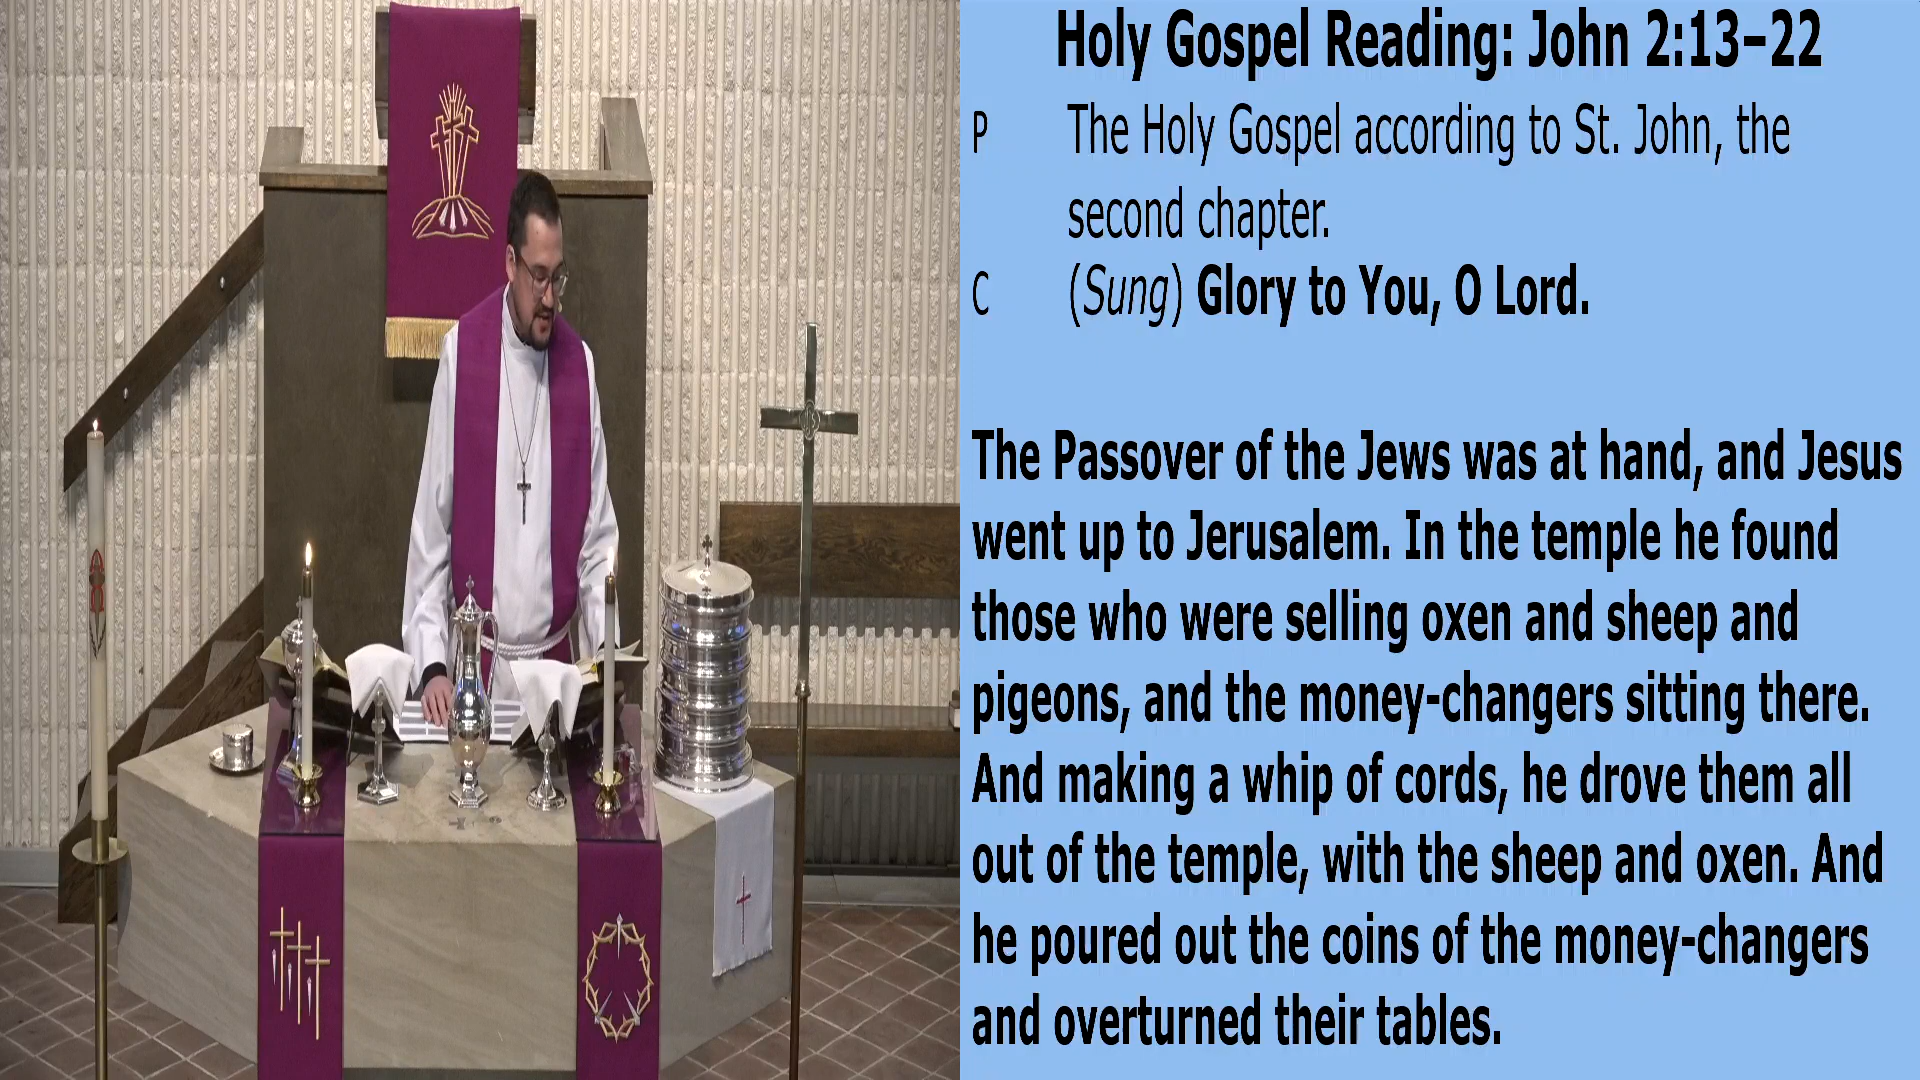 Holy Gospel Reading: John 2:13–22
P The Holy Gospel according to St. John, the
second chapter.
C (Sung) Glory to You, O Lord.
The Passover of the Jews was at hand, and Jesus
went up to Jerusalem. In the temple he found
those who were selling oxen and sheep and
pigeons, and the money-changers sitting there.
And making a whip of cords, he drove them all
out of the temple, with the sheep and oxen. And
he poured out the coins of the money-changers
and overturned their tables.